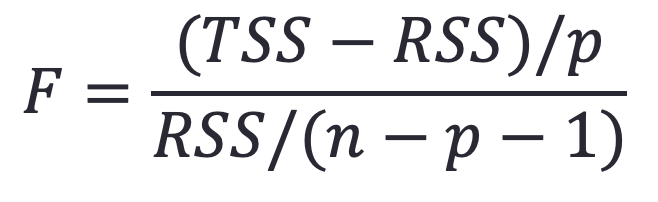 F = (TSS − RSS)/p
RSS/(n − p − 1)